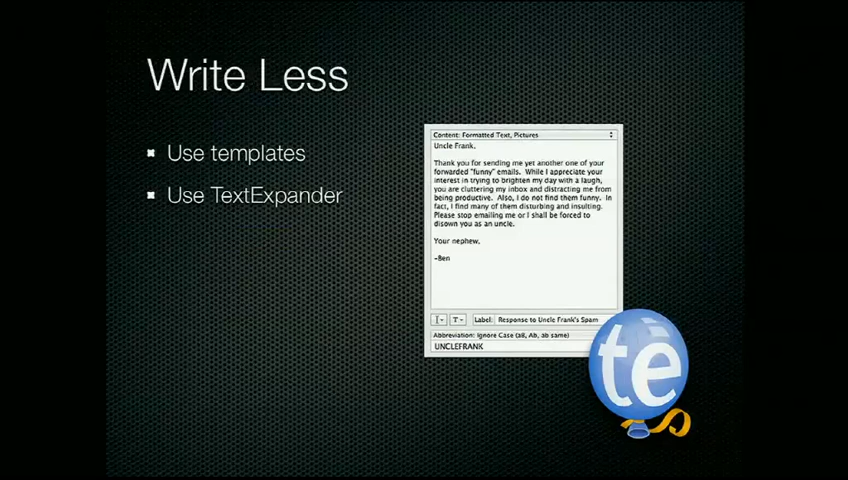 Write Less
Use templates
Use TextExpander
Content: Formatted Text, Pictures
Uncle Frank,
Thank you for sending me yet another one of your
forwarded "funny" emails. While I appreciate your
interest in trying to brighten my day with a laugh,
you are cluttering my inbox and distracting me from
being productive. Also, I do not find them funny. In
fact, I find many of them disturbing and insulting.
Please stop emailing me or I shall be forced to
disown you as an uncle.
Your nephew,
-Ben
T
Label: Response to Uncle Frank's Spam
Abbreviation: Ignore Case (aB, Ab, ab same)
UNCLEFRANK
te